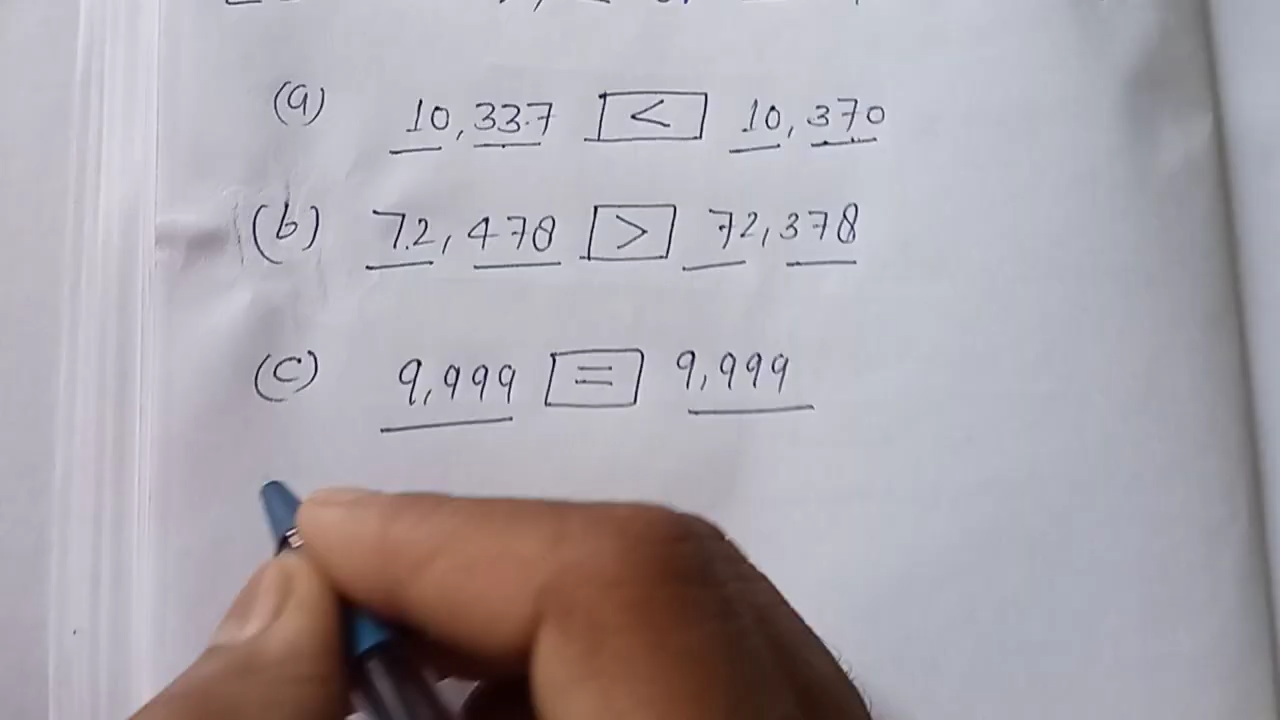 (a) 10,337 < 10,370
(b) 72,478 > 72,378
(c) 9,999 = 9,999